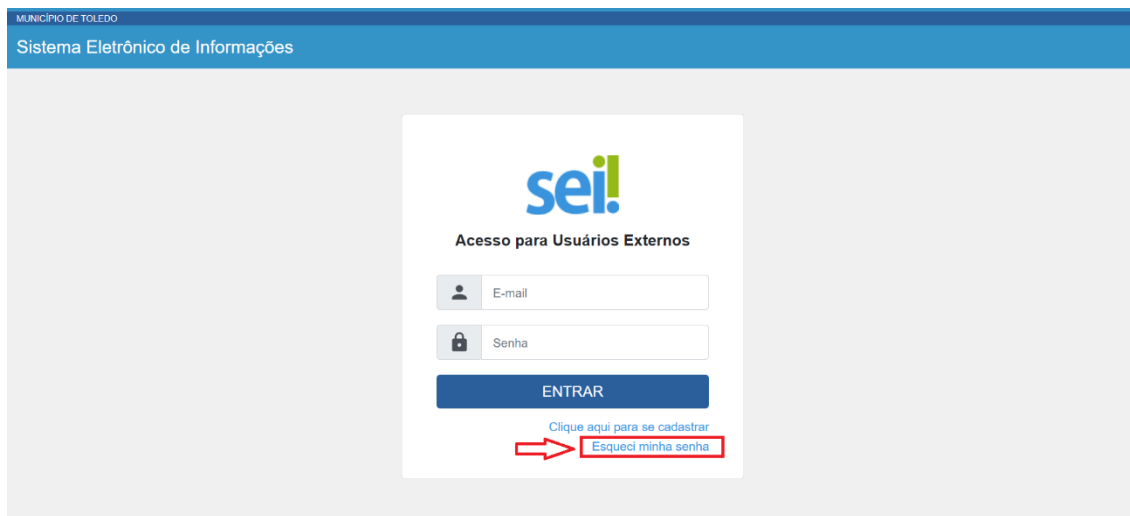 MUNICÍPIO DE TOLEDO
Sistema Eletrônico de Informações
sei!
Acesso para Usuários Externos
E-mail
Senha
ENTRAR
Clique aqui para se cadastrar
Esqueci minha senha